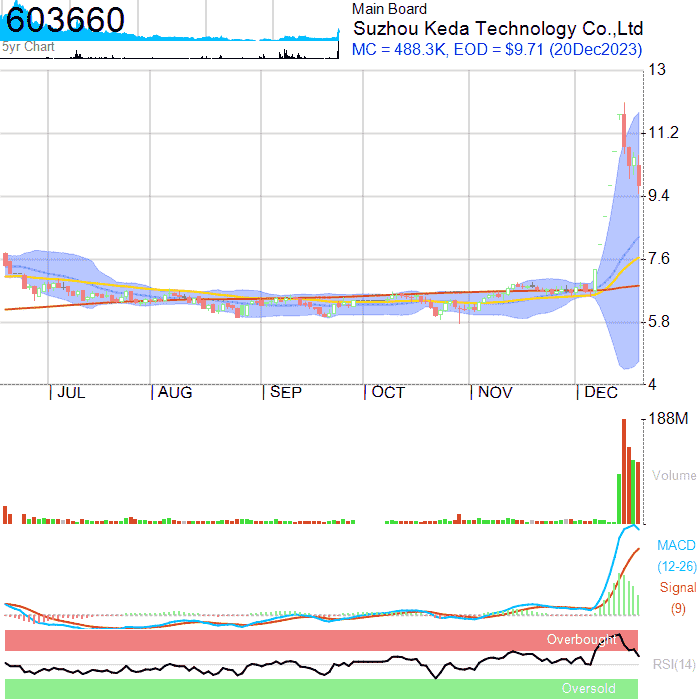 603660
5yr Chart
Main Board
Suzhou Keda Technology Co.,Ltd
MC = 488.3K, EOD = $9.71 (20Dec2023)
13
11.2
9.4
7.6
5.8
4
JUL AUG SEP OCT NOV DEC
188M
Volume
MACD
(12-26)
Signal
(9)
Overbought
RSI(14)
Oversold